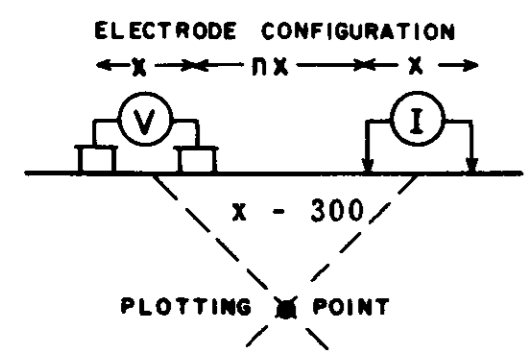 ELECTRODE CONFIGURATION
x nx x
V I
x - 300
PLOTTING POINT